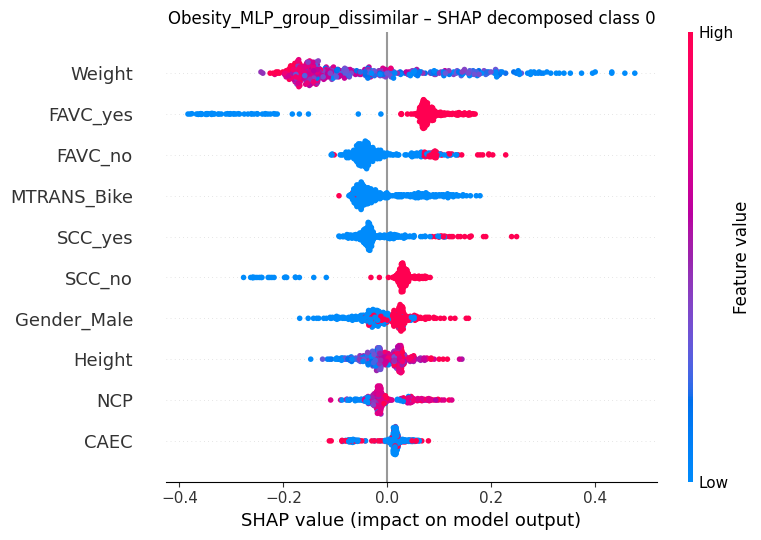 Obesity_MLP_group_dissimilar – SHAP decomposed class 0
High
Weight
FAVC_yes
FAVC_no
MTRANS_Bike
SCC_yes
SCC_no
Gender_Male
Height
NCP
CAEC
Feature value
Low
−0.4 −0.2 0.0 0.2 0.4
SHAP value (impact on model output)